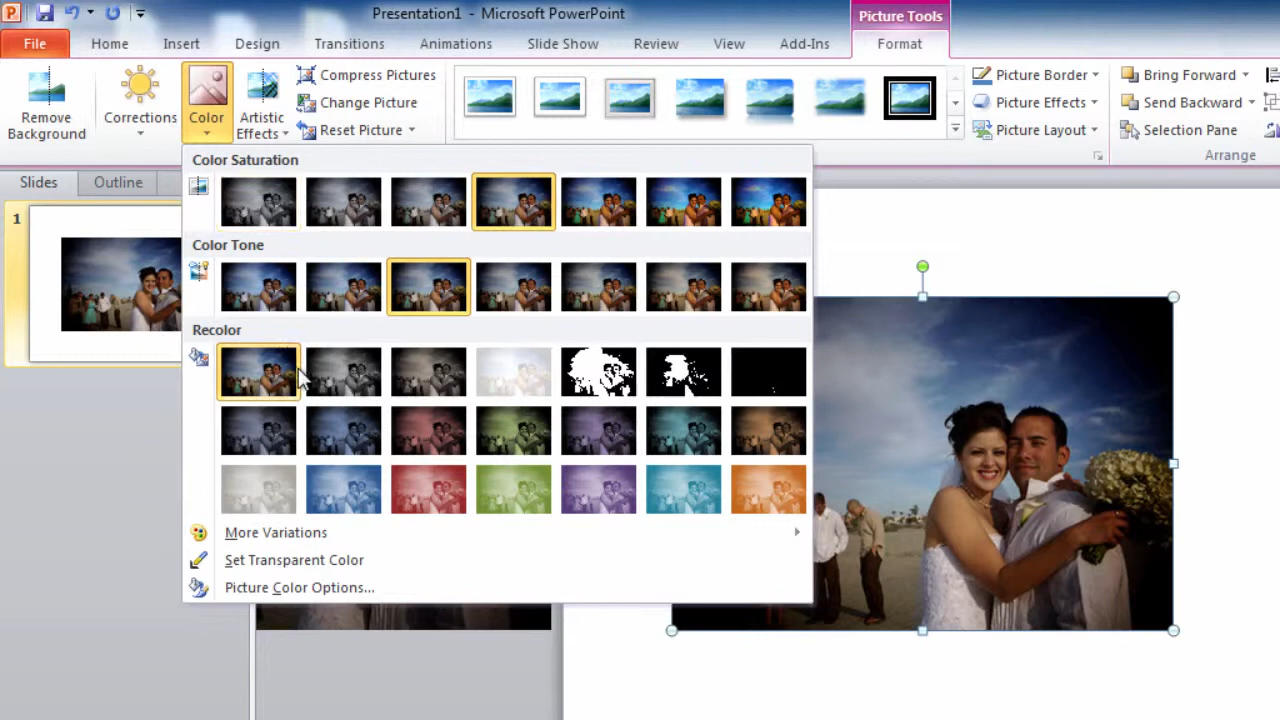 Presentation1 - Microsoft PowerPoint
Picture Tools
File Home Insert Design Transitions Animations Slide Show Review View Add-Ins Format
Remove Background
Corrections
Color
Artistic Effects
Compress Pictures
Change Picture
Reset Picture
Picture Border
Picture Effects
Picture Layout
Bring Forward
Send Backward
Selection Pane
Arrange
Slides Outline
1
Color Saturation
Color Tone
Recolor
More Variations
Set Transparent Color
Picture Color Options...